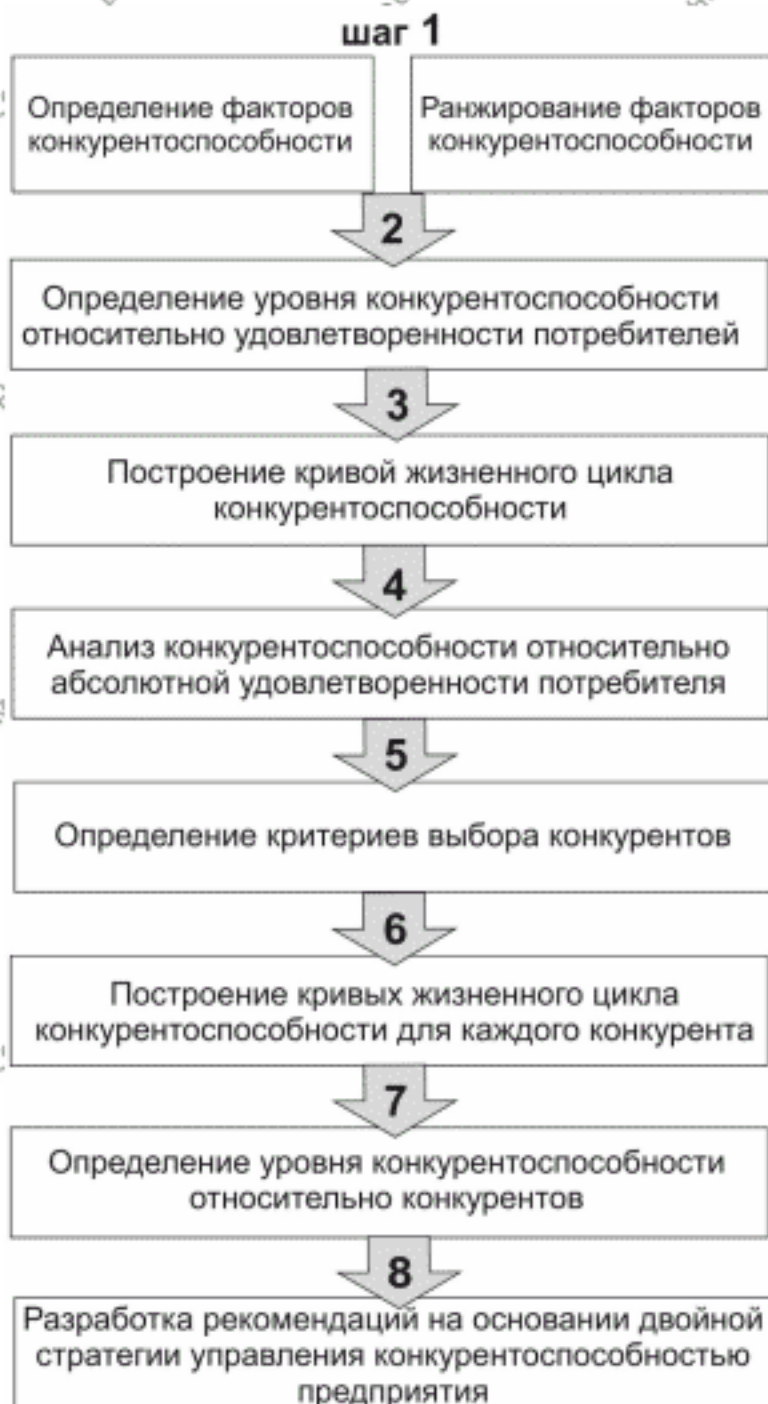 шаг 1
Определение факторов
конкурентоспособности
Ранжирование факторов
конкурентоспособности
2
Определение уровня конкурентоспособности
относительно удовлетворенности потребителей
3
Построение кривой жизненного цикла
конкурентоспособности
4
Анализ конкурентоспособности относительно
абсолютной удовлетворенности потребителя
5
Определение критериев выбора конкурентов
6
Построение кривых жизненного цикла
конкурентоспособности для каждого конкурента
7
Определение уровня конкурентоспособности
относительно конкурентов
8
Разработка рекомендаций на основании двойной
стратегии управления конкурентоспособностью
предприятия